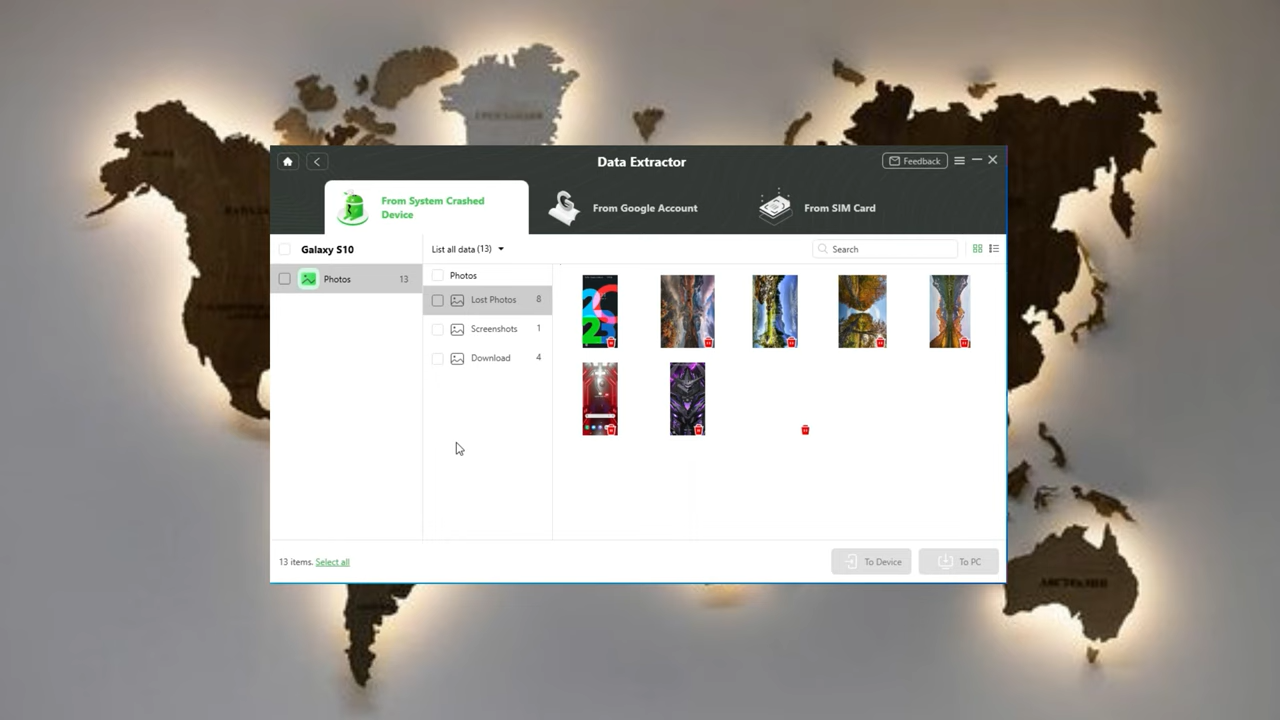 Data Extractor
Feedback
From System Crashed
Device
From Google Account
From SIM Card
Galaxy S10
List all data (13)
Search
Photos 13
Photos
Lost Photos 8
Screenshots 1
Download 4
13 items. Select all
To Device
To PC